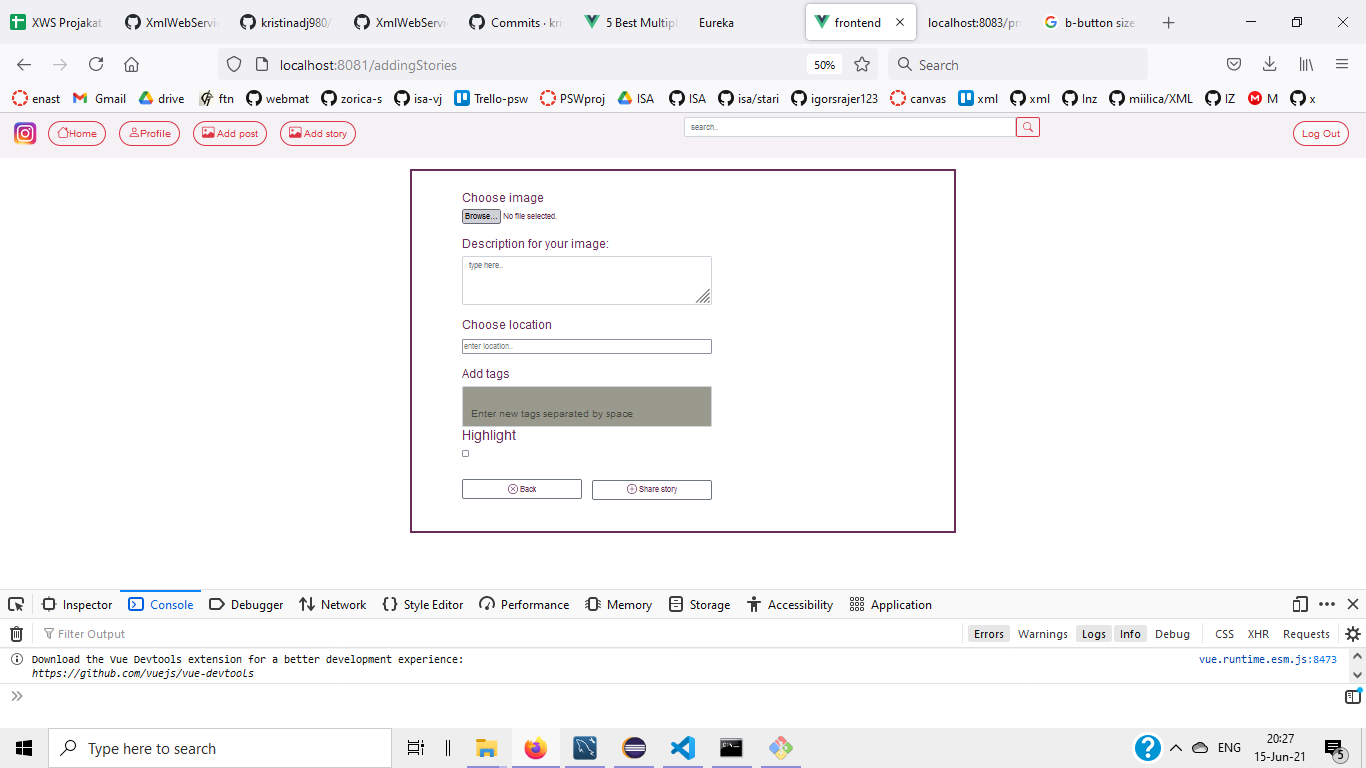 XWS Projakat
XmlWebServi
kristinadj980/
XmlWebServi
Commits · kri
5 Best Multipl
Eureka
frontend
localhost:8083/pr
b-button size
localhost:8081/addingStories
50%
Search
enast
Gmail
drive
ftn
webmat
zorica-s
isa-vj
Trello-psw
PSWproj
ISA
ISA
isa/stari
igorsrajer123
canvas
xml
xml
Inz
miilica/XML
IZ
M
x
Home
Profile
Add post
Add story
search..
Log Out
Choose image
Browse... No file selected.
Description for your image:
type here..
Choose location
enter location..
Add tags
Enter new tags separated by space
Highlight
Back
Share story
Inspector
Console
Debugger
Network
Style Editor
Performance
Memory
Storage
Accessibility
Application
Filter Output
Errors
Warnings
Logs
Info
Debug
CSS
XHR
Requests
Download the Vue Devtools extension for a better development experience:
vue.runtime.esm.js:8473
https://github.com/vuejs/vue-devtools
Type here to search
ENG
20:27
15-Jun-21
5